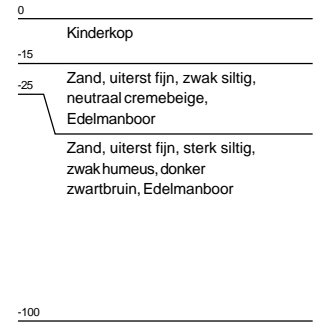 0
Kinderkop
-15
Zand, uiterst fijn, zwak siltig,
-25
neutraal cremebeige,
Edelmanboor
Zand, uiterst fijn, sterk siltig,
zwak humeus, donker
zwartbruin, Edelmanboor
-100